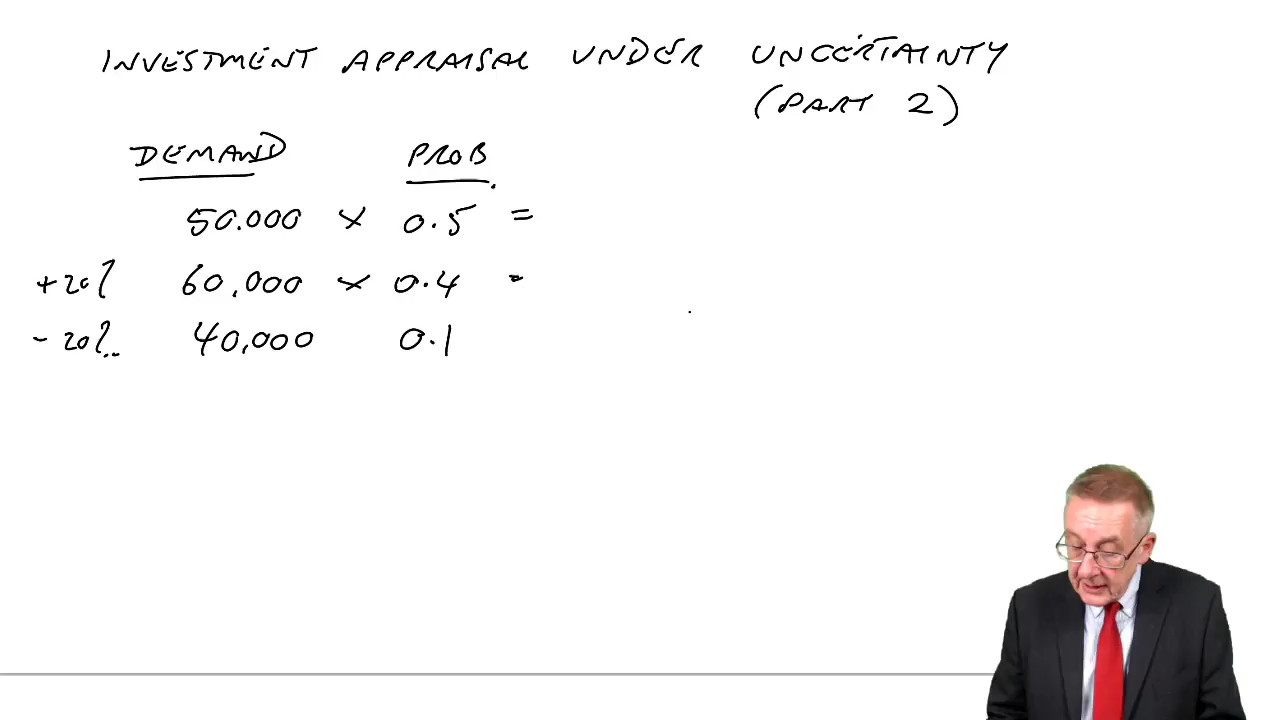 INVESTMENT APPRAISAL UNDER UNCERTAINTY
(PART 2)
DEMAND PROB
50.000 × 0.5 =
+20% 60,000 × 0.4 =
- 20% 40,000 0.1